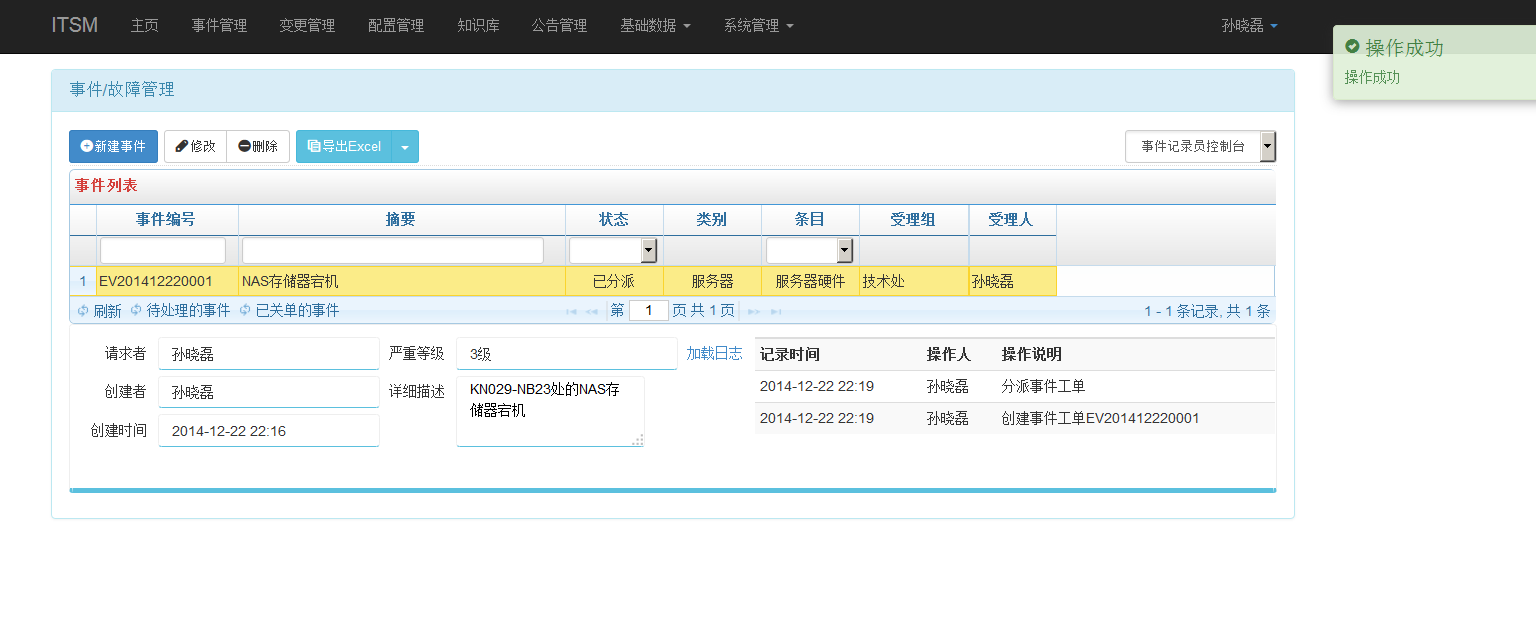 ITSM 主页 事件管理 变更管理 配置管理 知识库 公告管理 基础数据 系统管理 孙晓磊
操作成功
操作成功
事件/故障管理
新建事件 修改 删除 导出Excel 事件记录员控制台
事件列表
事件编号 摘要 状态 类别 条目 受理组 受理人
1 EV201412220001 NAS存储器宕机 已分派 服务器 服务器硬件 技术处 孙晓磊
刷新 待处理的事件 已关单的事件 第 1 页 共 1 页 1 - 1 条记录, 共 1 条
请求者 孙晓磊 严重等级 3级 加载日志 记录时间 操作人 操作说明
2014-12-22 22:19 孙晓磊 分派事件工单
创建者 孙晓磊 详细描述 KN029-NB23处的NAS存
储器宕机
2014-12-22 22:19 孙晓磊 创建事件工单EV201412220001
创建时间 2014-12-22 22:16